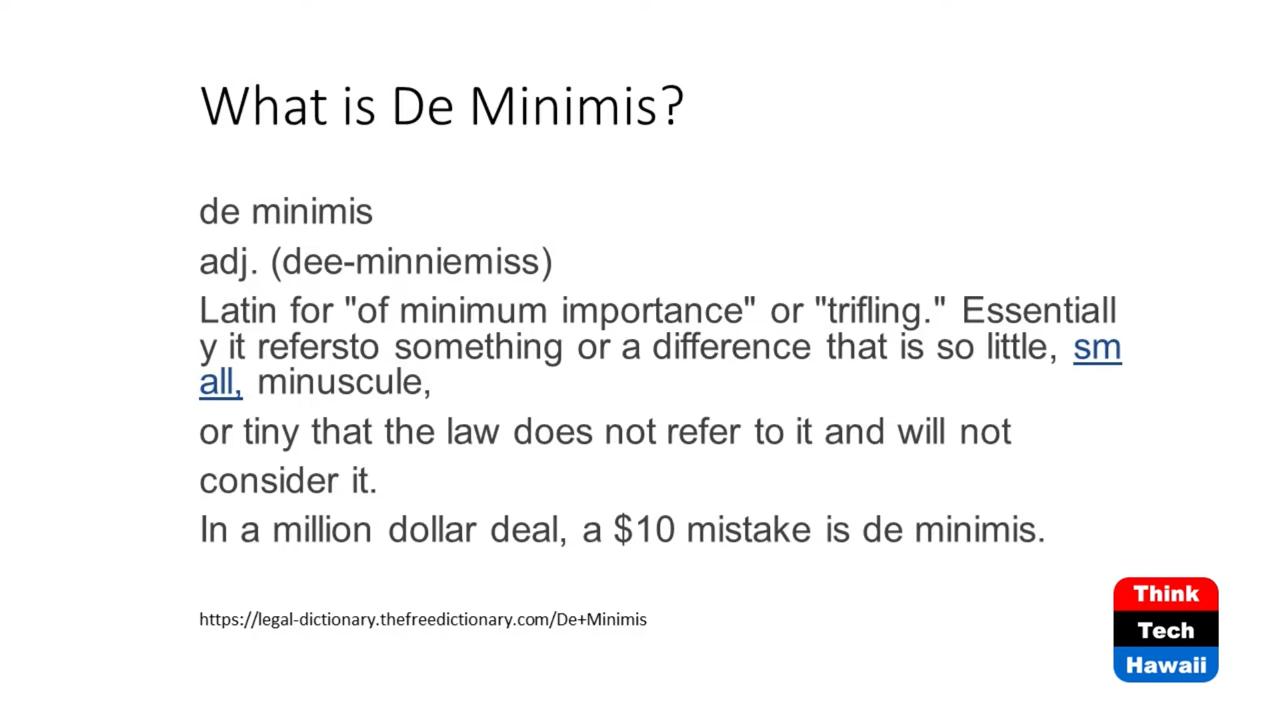 What is De Minimis?
de minimis
adj. (dee-minniemiss)
Latin for "of minimum importance" or "trifling." Essentiall
y it refersto something or a difference that is so little, sm
all, minuscule,
or tiny that the law does not refer to it and will not
consider it.
In a million dollar deal, a $10 mistake is de minimis.
https://legal-dictionary.thefreedictionary.com/De+Minimis
Think
Tech
Hawaii